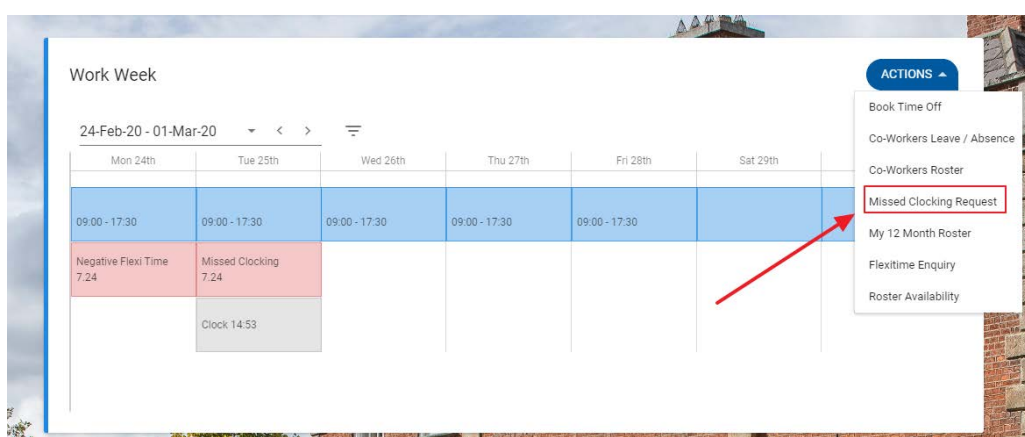 Work Week
ACTIONS
Book Time Off
Co-Workers Leave / Absence
Co-Workers Roster
Missed Clocking Request
My 12 Month Roster
Flexitime Enquiry
Roster Availability
24-Feb-20 - 01-Mar-20
Mon 24th Tue 25th Wed 26th Thu 27th Fri 28th Sat 29th
09:00 - 17:30 09:00 - 17:30 09:00 - 17:30 09:00 - 17:30 09:00 - 17:30
Negative Flexi Time Missed Clocking
7.24 7.24
Clock 14:53